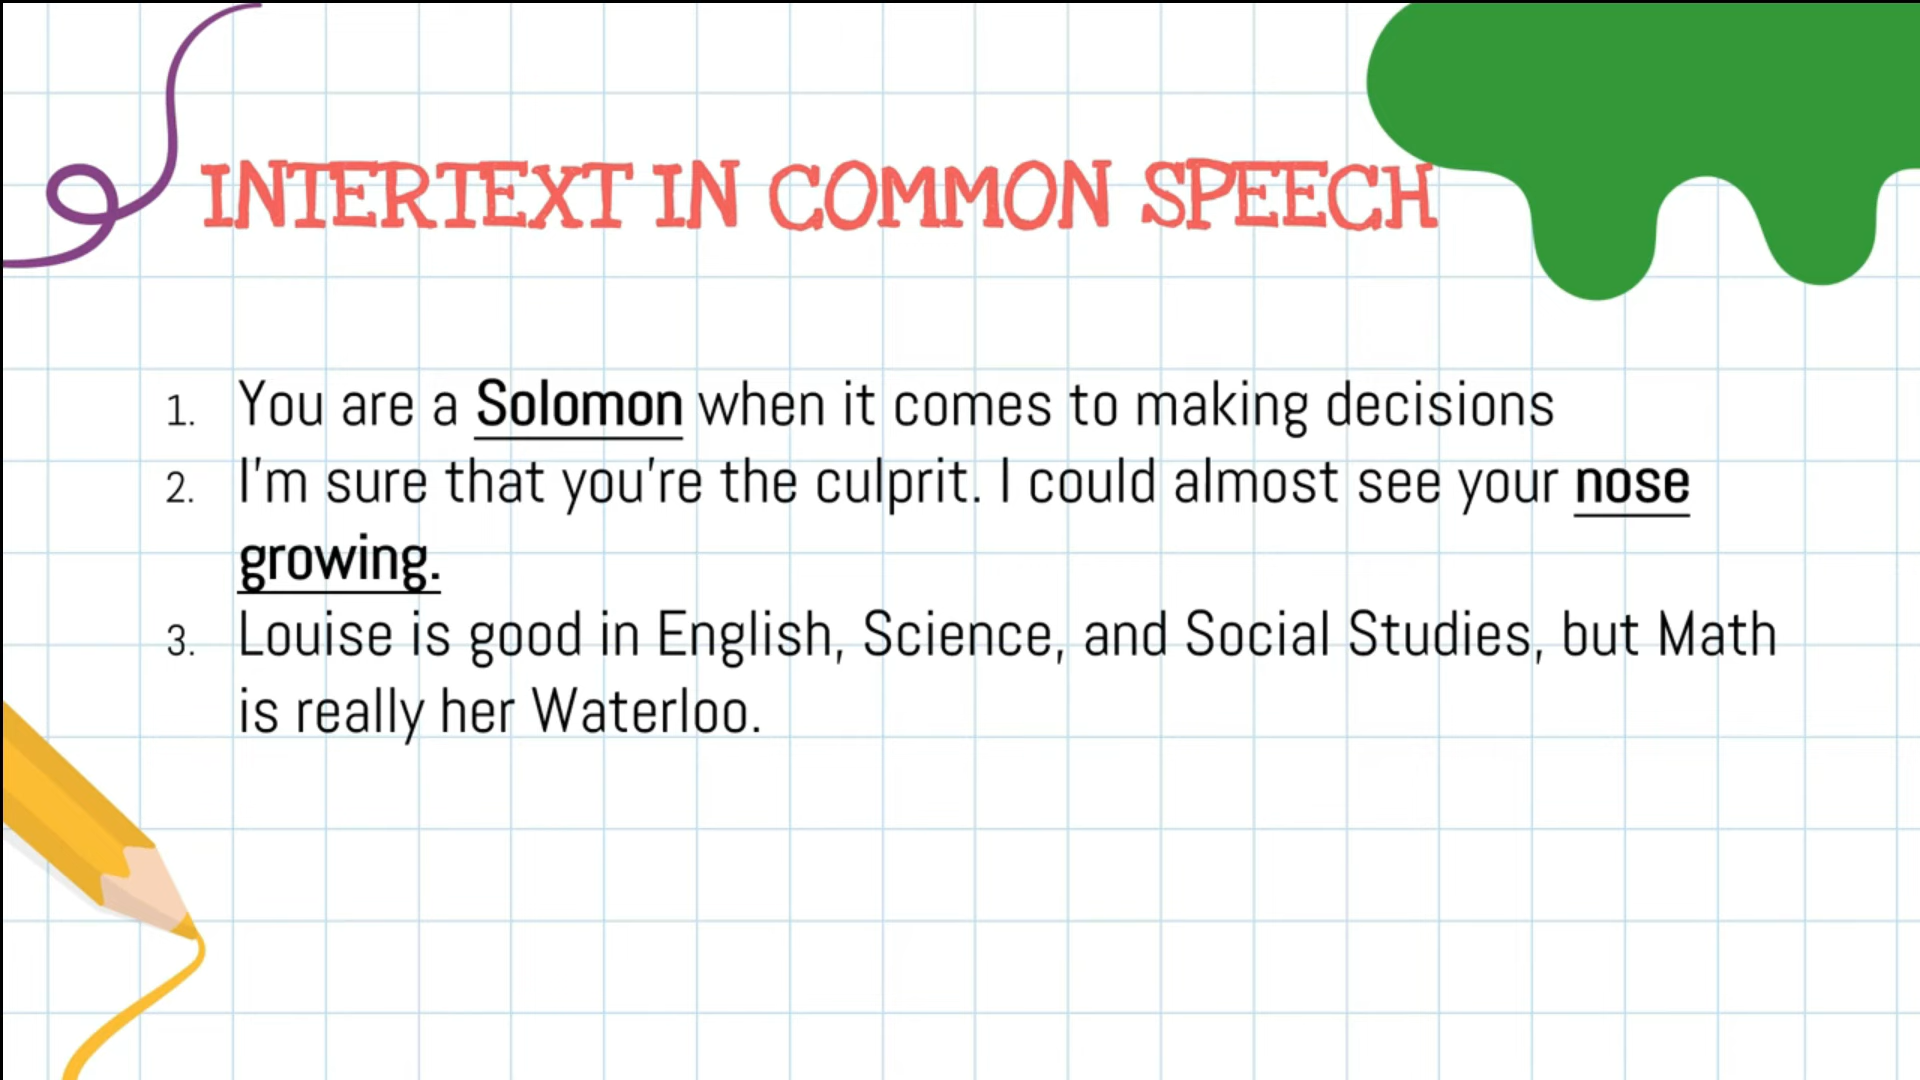 INTERTEXT IN COMMON SPEECH
1. You are a Solomon when it comes to making decisions
2. I'm sure that you're the culprit. I could almost see your nose
growing.
3. Louise is good in English, Science, and Social Studies, but Math
is really her Waterloo.